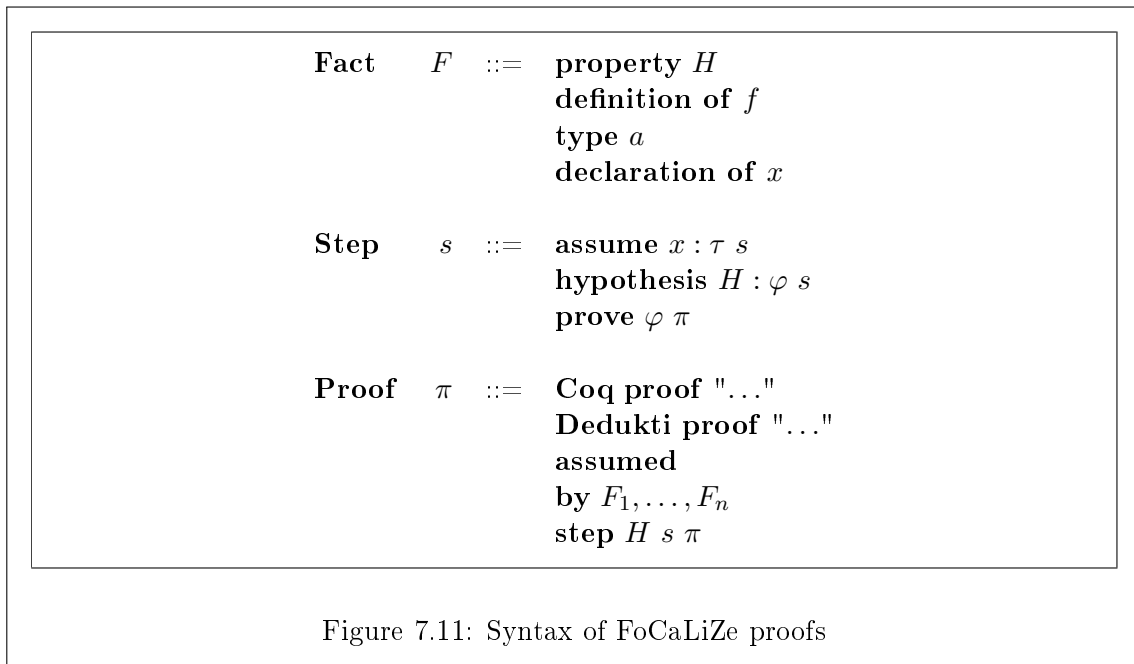 Fact F ::= property H
definition of f
type a
declaration of x
Step s ::= assume x : τ s
hypothesis H : φ s
prove φ π
Proof π ::= Coq proof "..."
Dedukti proof "..."
assumed
by F₁, . . . , Fₙ
step H s π
Figure 7.11: Syntax of FoCaLiZe proofs